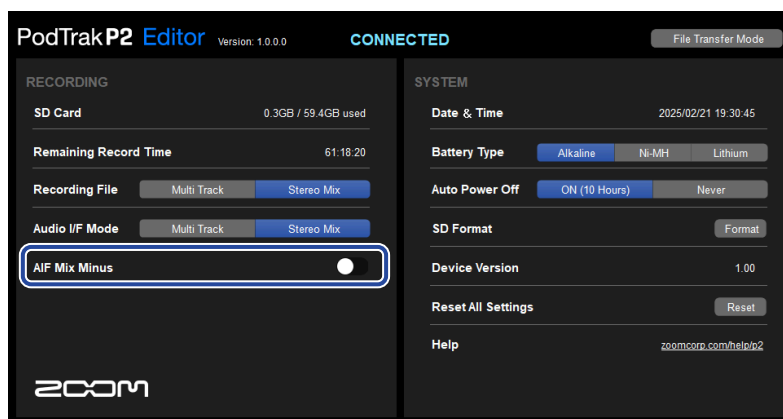 PodTrak P2 Editor Version: 1.0.0.0 CONNECTED File Transfer Mode
RECORDING
SD Card 0.3GB / 59.4GB used
Remaining Record Time 61:18:20
Recording File Multi Track Stereo Mix
Audio I/F Mode Multi Track Stereo Mix
AIF Mix Minus
ZOOM
SYSTEM
Date & Time 2025/02/21 19:30:45
Battery Type Alkaline Ni-MH Lithium
Auto Power Off ON (10 Hours) Never
SD Format Format
Device Version 1.00
Reset All Settings Reset
Help zoomcorp.com/help/p2